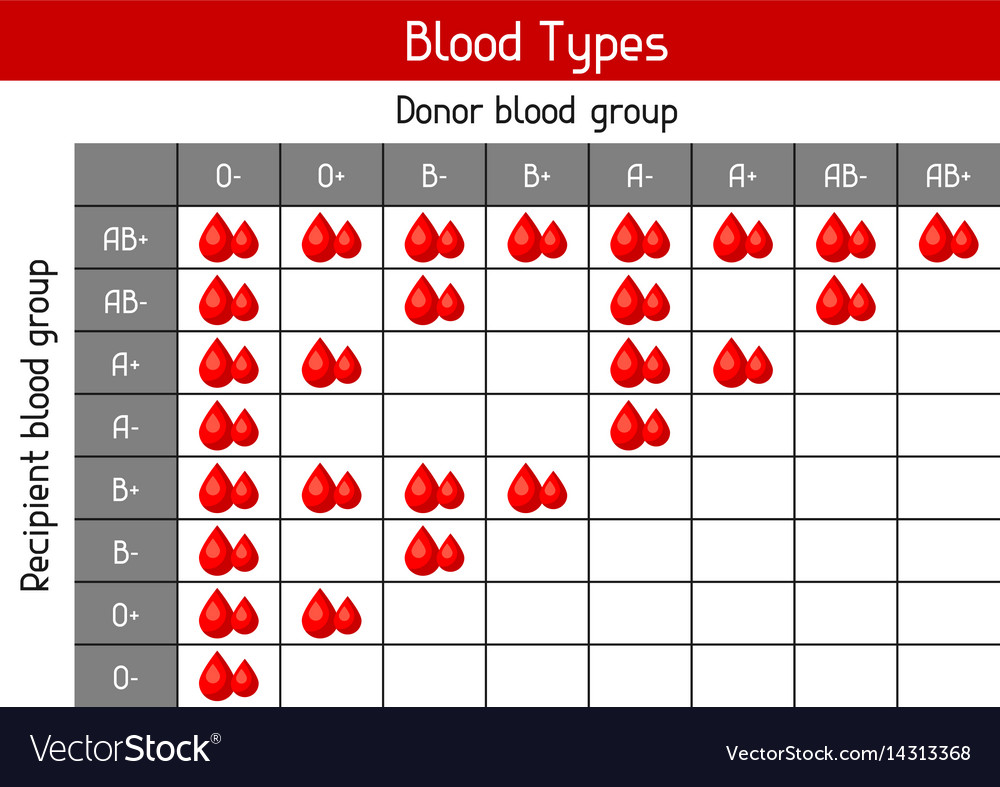 Blood Types
Donor blood group
O- O+ B- B+ A- A+ AB- AB+
Recipient blood group
AB+
AB-
A+
A-
B+
B-
O+
O-
VectorStock®
VectorStock.com/14313368